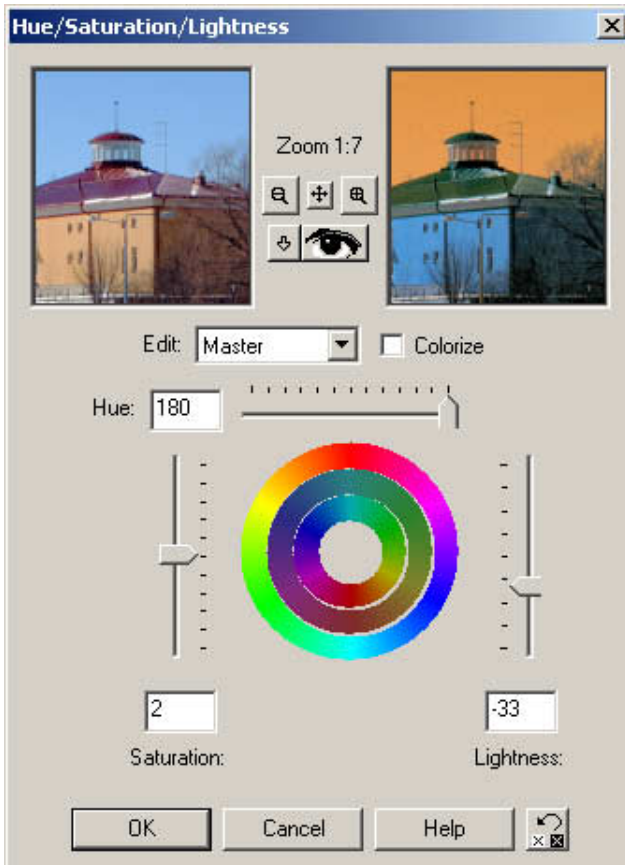 Hue/Saturation/Lightness
Zoom 1:7
Edit: Master Colorize
Hue: 180
2 -33
Saturation: Lightness:
OK Cancel Help